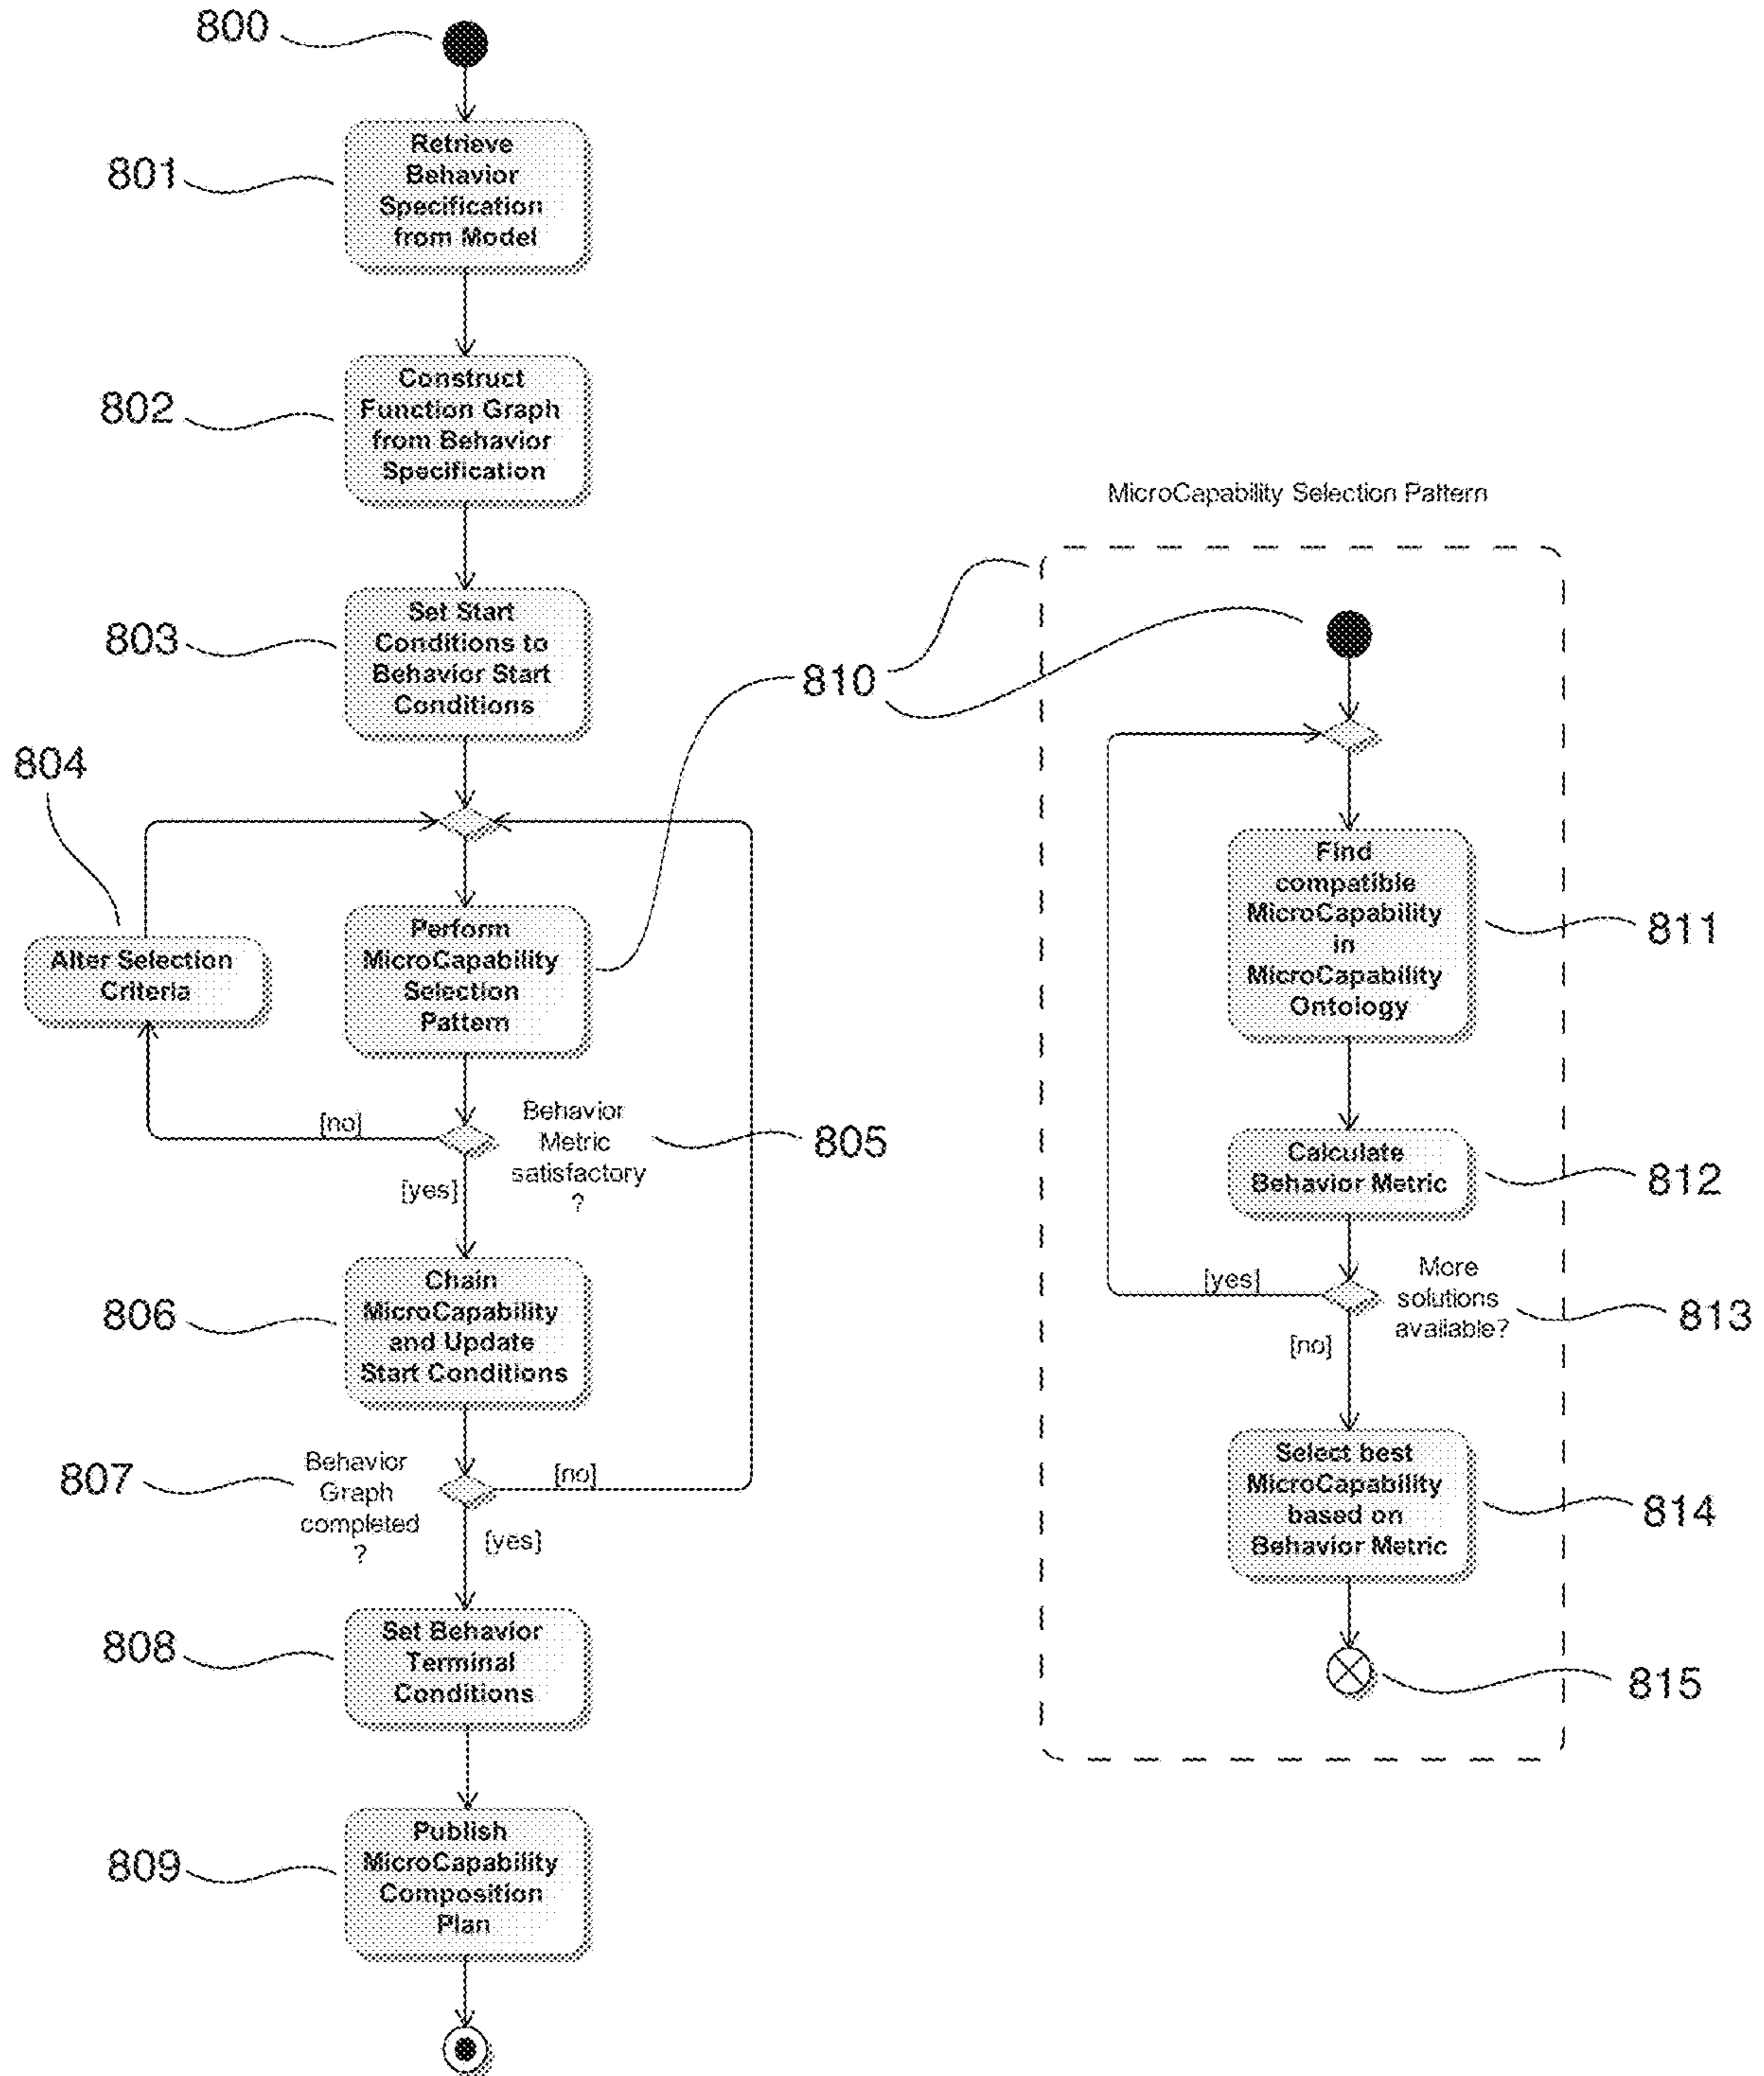 800
801
Retrieve
Behavior
Specification
from Model
802
Construct
Function Graph
from Behavior
Specification
803
Set Start
Conditions to
Behavior Start
Conditions
804
Alter Selection
Criteria
Perform
MicroCapability
Selection
Pattern
[no]
Behavior
Metric
satisfactory
?
805
[yes]
806
Chain
MicroCapability
and Update
Start Conditions
807
Behavior
Graph
completed
?
[no]
[yes]
808
Set Behavior
Terminal
Conditions
809
Publish
MicroCapability
Composition
Plan
MicroCapability Selection Pattern
810
Find
compatible
MicroCapability
in
MicroCapability
Ontology
811
Calculate
Behavior Metric
812
[yes]
More
solutions
available?
813
[no]
Select best
MicroCapability
based on
Behavior Metric
814
815